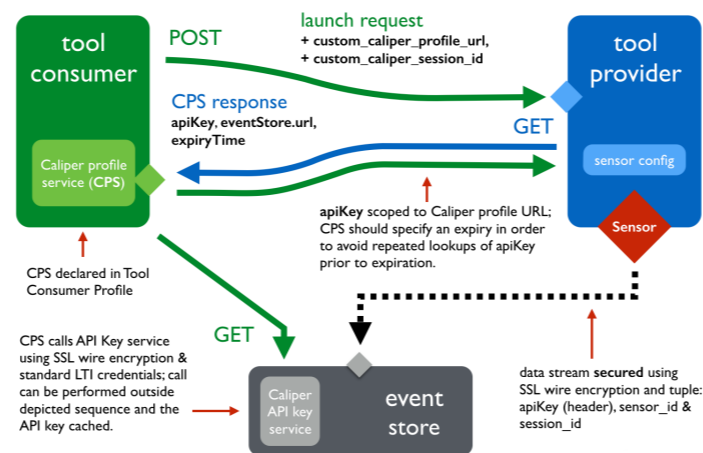 tool
consumer
POST
launch request
+ custom_caliper_profile_url,
+ custom_caliper_session_id
tool
provider
CPS response
apiKey, eventStore.url,
expiryTime
GET
Caliper profile
service (CPS)
sensor config
Sensor
CPS declared in Tool
Consumer Profile
apiKey scoped to Caliper profile URL;
CPS should specify an expiry in order
to avoid repeated lookups of apiKey
prior to expiration.
GET
CPS calls API Key service
using SSL wire encryption &
standard LTI credentials; call
can be performed outside
depicted sequence and the
API key cached.
Caliper
API key
service
event
store
data stream secured using
SSL wire encryption and tuple:
apiKey (header), sensor_id &
session_id